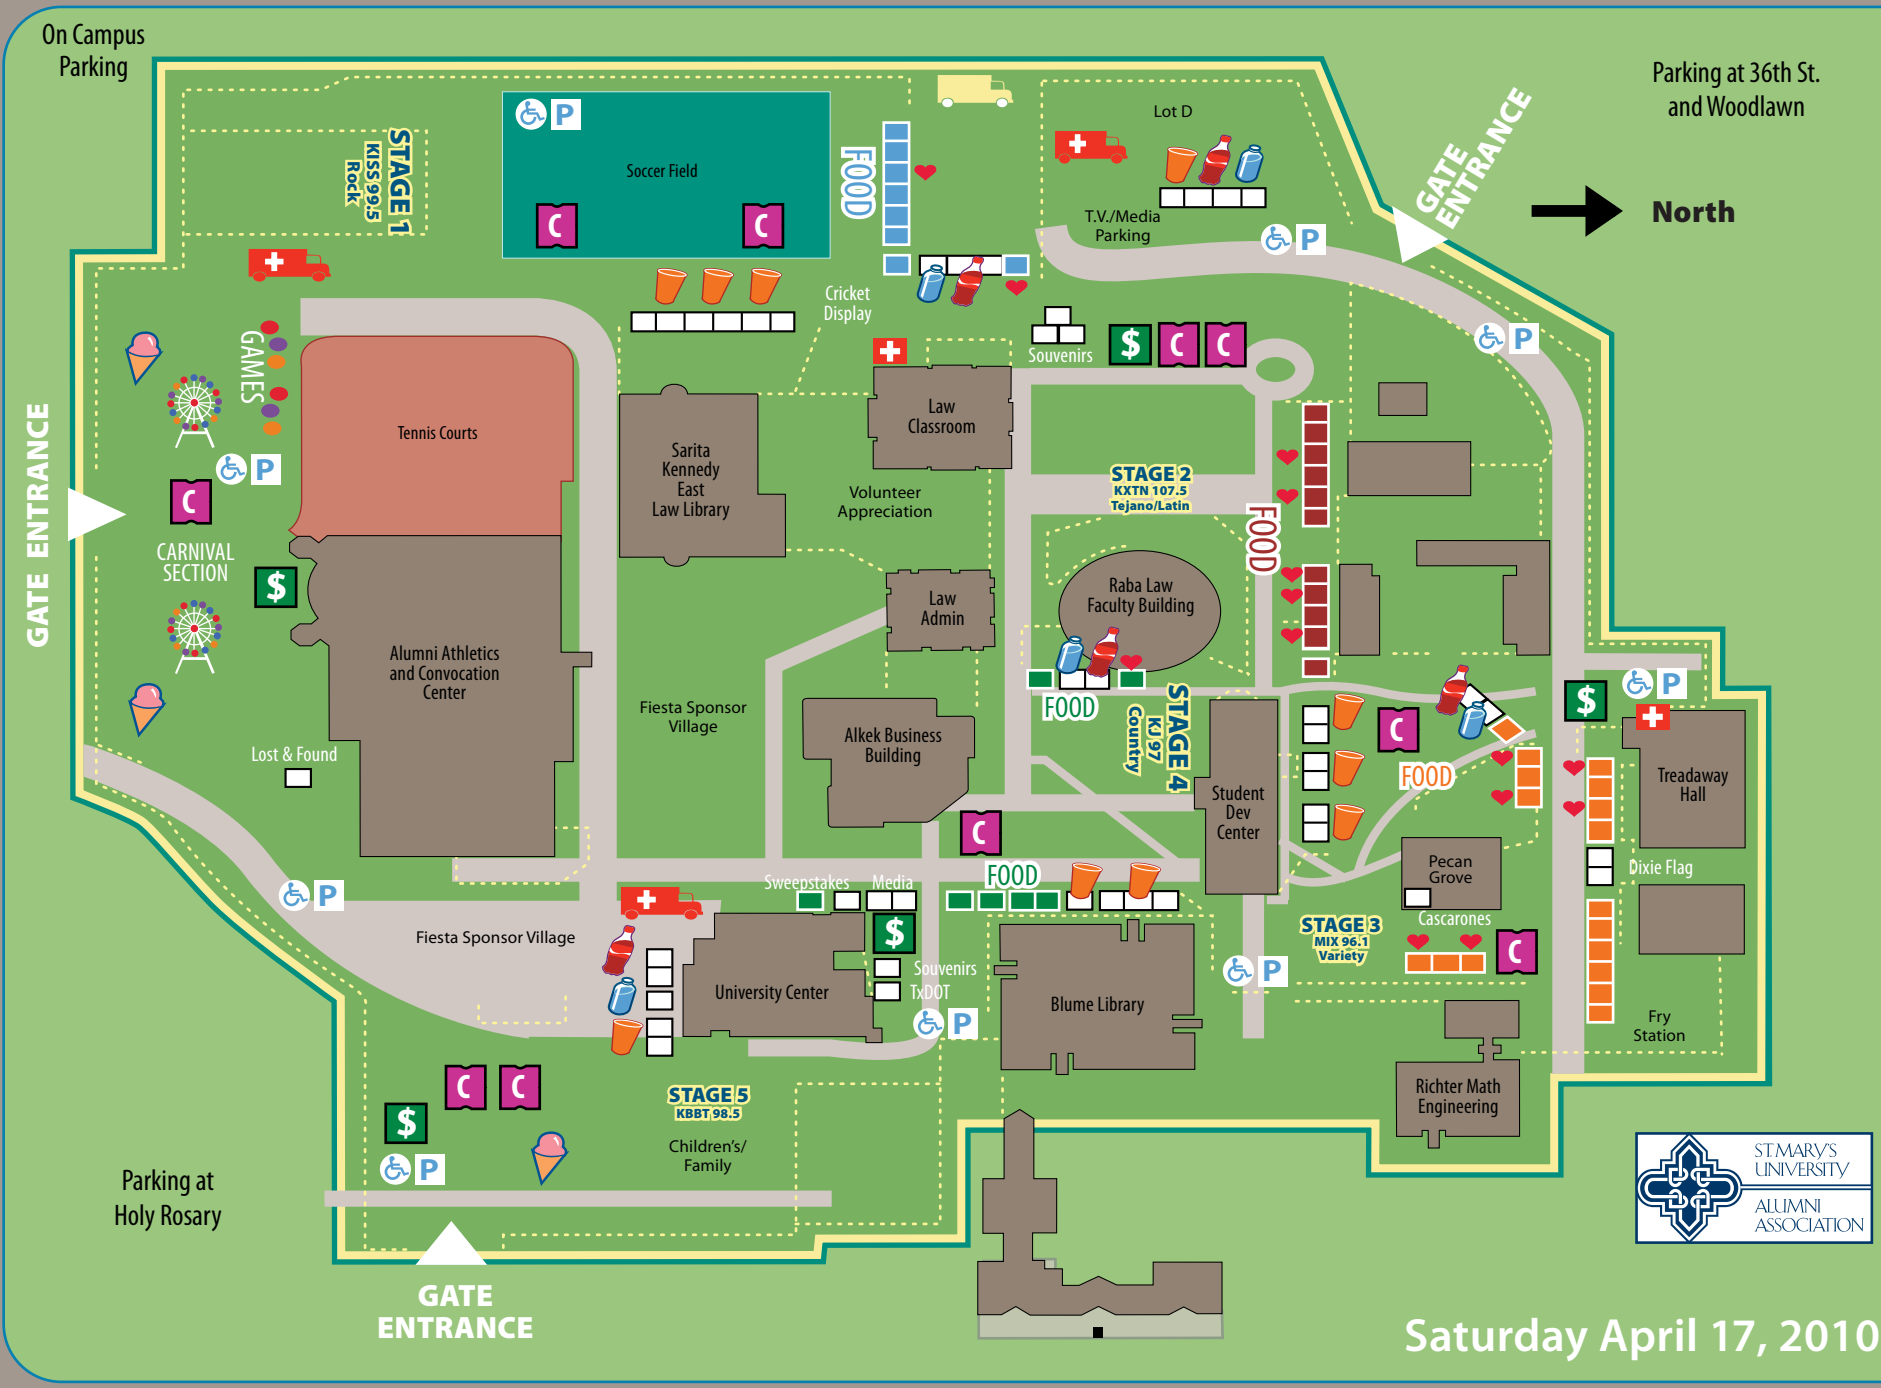 On Campus
Parking
Parking at 36th St.
and Woodlawn
GATE
ENTRANCE
North
Lot D
T.V./Media
Parking
P
Soccer Field
C
C
FOOD
STAGE 1
KISS 99.5
Rock
P
P
Cricket
Display
Souvenirs
$
C
C
GAMES
Tennis Courts
P
C
GATE ENTRANCE
CARNIVAL
SECTION
$
Sarita
Kennedy
East
Law Library
Law
Classroom
Volunteer
Appreciation
STAGE 2
KXTN 107.5
Tejano/Latin
FOOD
Law
Admin
Raba Law
Faculty Building
FOOD
Alumni Athletics
and Convocation
Center
Lost & Found
Fiesta Sponsor
Village
Alkek Business
Building
STAGE 4
KJ 97
Country
Student
Dev
Center
C
FOOD
$
P
Treadaway
Hall
Dixie Flag
Pecan
Grove
Cascarones
C
Sweepstakes
Media
FOOD
C
P
Fiesta Sponsor Village
$
Souvenirs
TxDOT
University Center
P
Blume Library
P
STAGE 3
MIX 96.1
Variety
Fry
Station
Richter Math
Engineering
C
C
$
P
STAGE 5
KBBT 98.5
Children's/
Family
Parking at
Holy Rosary
GATE
ENTRANCE
ST. MARY'S
UNIVERSITY
ALUMNI
ASSOCIATION
Saturday April 17, 2010